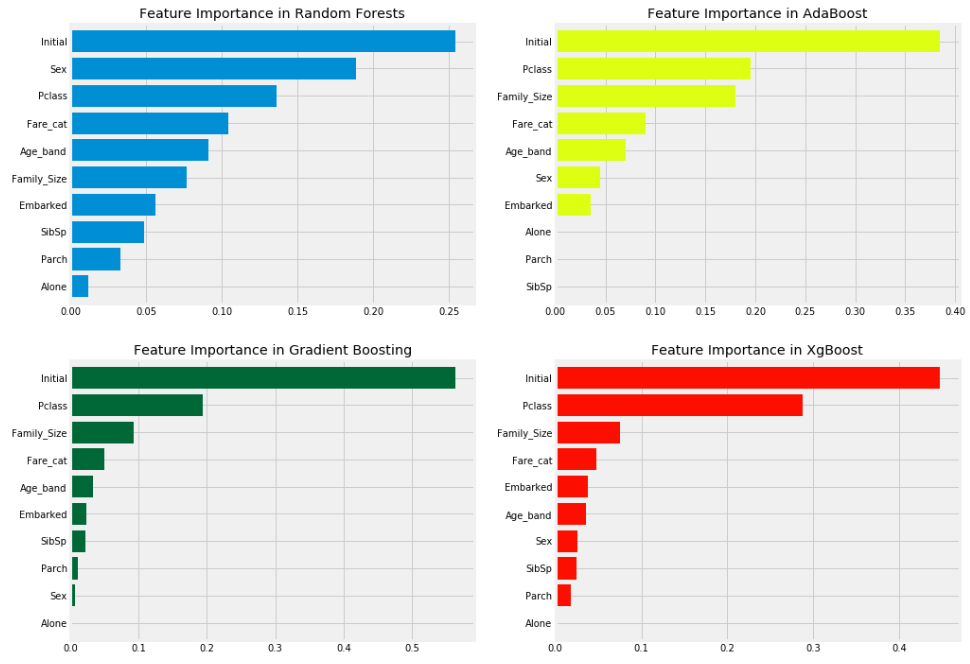 Feature Importance in Random Forests
Initial
Sex
Pclass
Fare_cat
Age_band
Family_Size
Embarked
SibSp
Parch
Alone
0.00 0.05 0.10 0.15 0.20 0.25
Feature Importance in AdaBoost
Initial
Pclass
Family_Size
Fare_cat
Age_band
Sex
Embarked
Alone
Parch
SibSp
0.00 0.05 0.10 0.15 0.20 0.25 0.30 0.35 0.40
Feature Importance in Gradient Boosting
Initial
Pclass
Family_Size
Fare_cat
Age_band
Embarked
SibSp
Parch
Sex
Alone
0.0 0.1 0.2 0.3 0.4 0.5
Feature Importance in XgBoost
Initial
Pclass
Family_Size
Fare_cat
Embarked
Age_band
Sex
SibSp
Parch
Alone
0.0 0.1 0.2 0.3 0.4